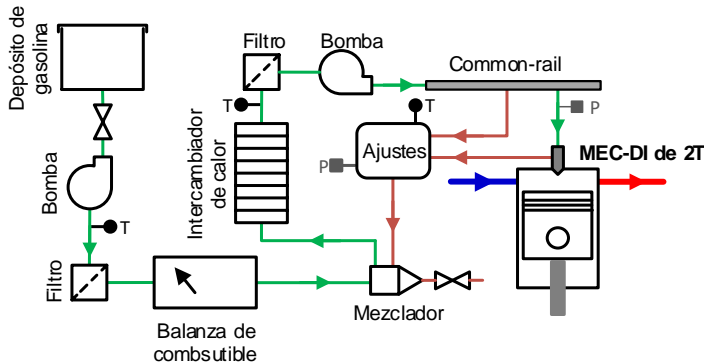 Depósito de
gasolina
Bomba
T
Filtro
Balanza de
combsutible
Intercambiador
de calor
T
Filtro
Bomba
Common-rail
T
P
Ajustes
P
MEC-DI de 2T
Mezclador